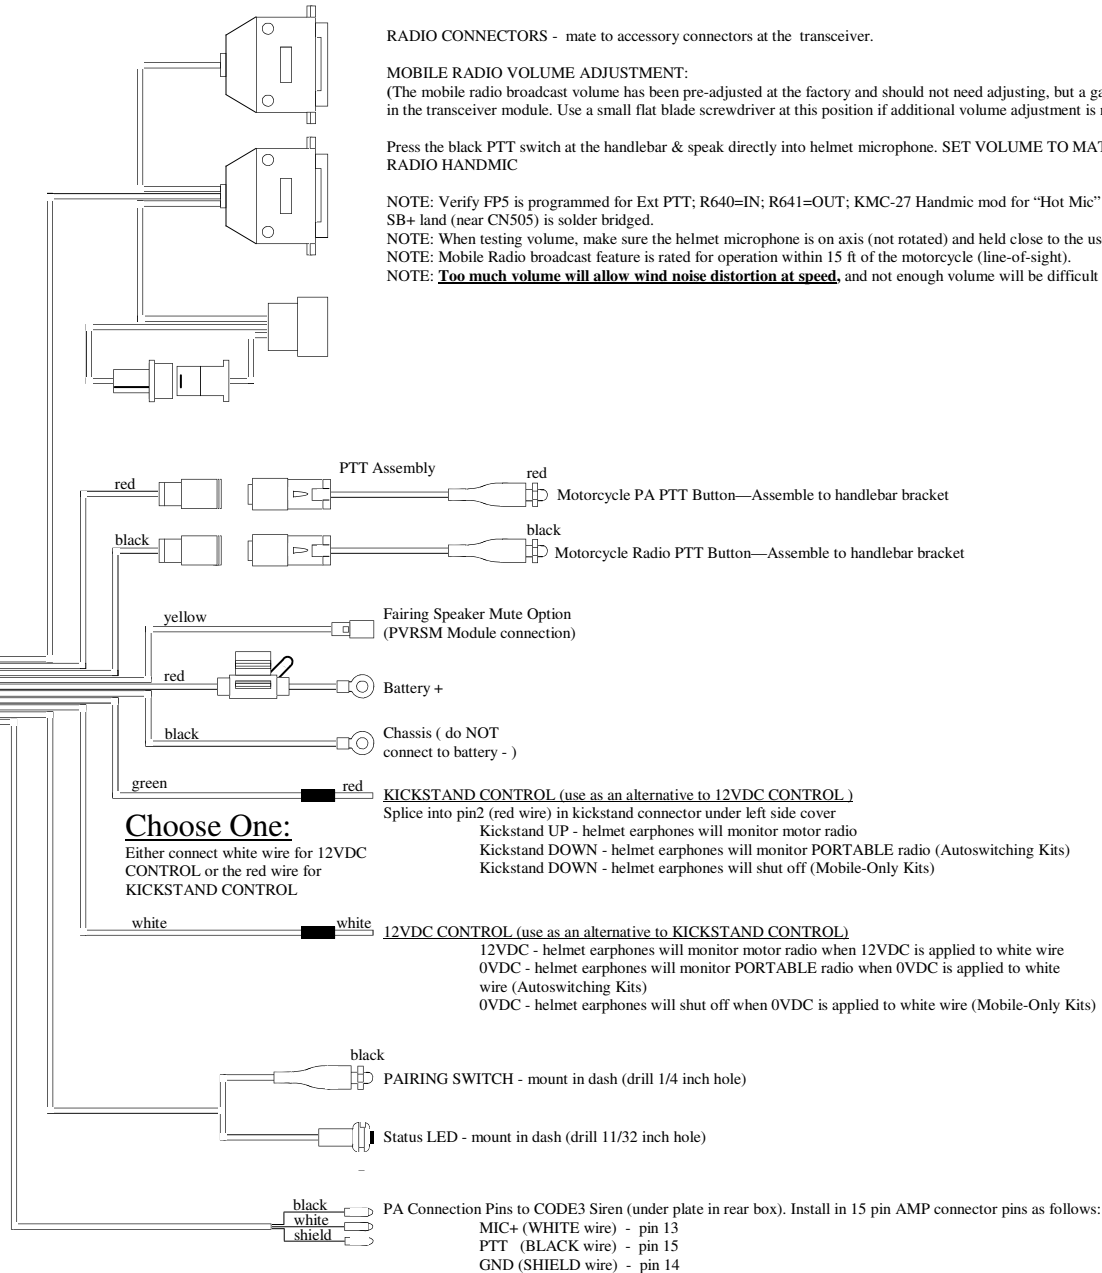 RADIO CONNECTORS - mate to accessory connectors at the transceiver.
MOBILE RADIO VOLUME ADJUSTMENT:
(The mobile radio broadcast volume has been pre-adjusted at the factory and should not need adjusting, but a ga
in the transceiver module. Use a small flat blade screwdriver at this position if additional volume adjustment is
Press the black PTT switch at the handlebar & speak directly into helmet microphone. SET VOLUME TO MAT
RADIO HANDMIC
NOTE: Verify FP5 is programmed for Ext PTT; R640=IN; R641=OUT; KMC-27 Handmic mod for “Hot Mic”
SB+ land (near CN505) is solder bridged.
NOTE: When testing volume, make sure the helmet microphone is on axis (not rotated) and held close to the us
NOTE: Mobile Radio broadcast feature is rated for operation within 15 ft of the motorcycle (line-of-sight).
NOTE: Too much volume will allow wind noise distortion at speed, and not enough volume will be difficult
PTT Assembly
red
red
Motorcycle PA PTT Button—Assemble to handlebar bracket
black
black
Motorcycle Radio PTT Button—Assemble to handlebar bracket
yellow
Fairing Speaker Mute Option
(PVRSM Module connection)
red
Battery +
black
Chassis ( do NOT
connect to battery - )
green
red
KICKSTAND CONTROL (use as an alternative to 12VDC CONTROL )
Splice into pin2 (red wire) in kickstand connector under left side cover
Kickstand UP - helmet earphones will monitor motor radio
Kickstand DOWN - helmet earphones will monitor PORTABLE radio (Autoswitching Kits)
Kickstand DOWN - helmet earphones will shut off (Mobile-Only Kits)
Choose One:
Either connect white wire for 12VDC
CONTROL or the red wire for
KICKSTAND CONTROL
white
white
12VDC CONTROL (use as an alternative to KICKSTAND CONTROL)
12VDC - helmet earphones will monitor motor radio when 12VDC is applied to white wire
0VDC - helmet earphones will monitor PORTABLE radio when 0VDC is applied to white
wire (Autoswitching Kits)
0VDC - helmet earphones will shut off when 0VDC is applied to white wire (Mobile-Only Kits)
black
PAIRING SWITCH - mount in dash (drill 1/4 inch hole)
Status LED - mount in dash (drill 11/32 inch hole)
black
white
shield
PA Connection Pins to CODE3 Siren (under plate in rear box). Install in 15 pin AMP connector pins as follows:
MIC+ (WHITE wire) - pin 13
PTT (BLACK wire) - pin 15
GND (SHIELD wire) - pin 14